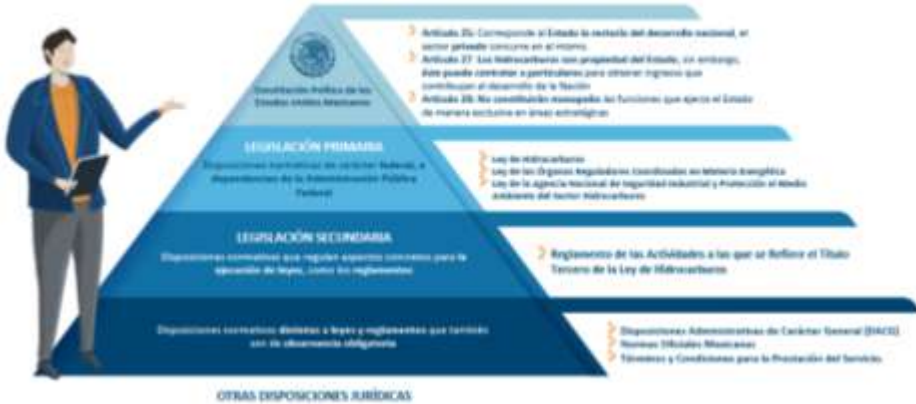 Constitución Política de los
Estados Unidos Mexicanos
Artículo 25: Corresponde al Estado la rectoría del desarrollo nacional, el
sector privado concurre en el mismo.
Artículo 27 Los hidrocarburos son propiedad del Estado, sin embargo,
éste puede contratar a particulares para obtener ingresos que
contribuyan al desarrollo de la Nación
Artículo 28: No constituirán monopolio las funciones que ejerza el Estado
de manera exclusiva en áreas estratégicas
LEGISLACIÓN PRIMARIA
Disposiciones normativas de carácter federal, a
dependencias de la Administración Pública
Federal
Ley de Hidrocarburos
Ley de los Órganos Reguladores Coordinados en Materia Energética
Ley de la agencia Nacional de Seguridad Industrial y Protección al Medio
Ambiente del Sector Hidrocarburos
LEGISLACIÓN SECUNDARIA
Disposiciones normativas que regulan aspectos concretos para la
ejecución de leyes, como los reglamentos
Reglamento de las Actividades a las que se Refiere el Título
Tercero de la Ley de Hidrocarburos
Disposiciones normativas distintas a leyes y reglamentos que también
son de observancia obligatoria
Disposiciones Administrativas de Carácter General (DACG)
Normas Oficiales Mexicanas
Términos y Condiciones para la Prestación del Servicio.
OTRAS DISPOSICIONES JURÍDICAS